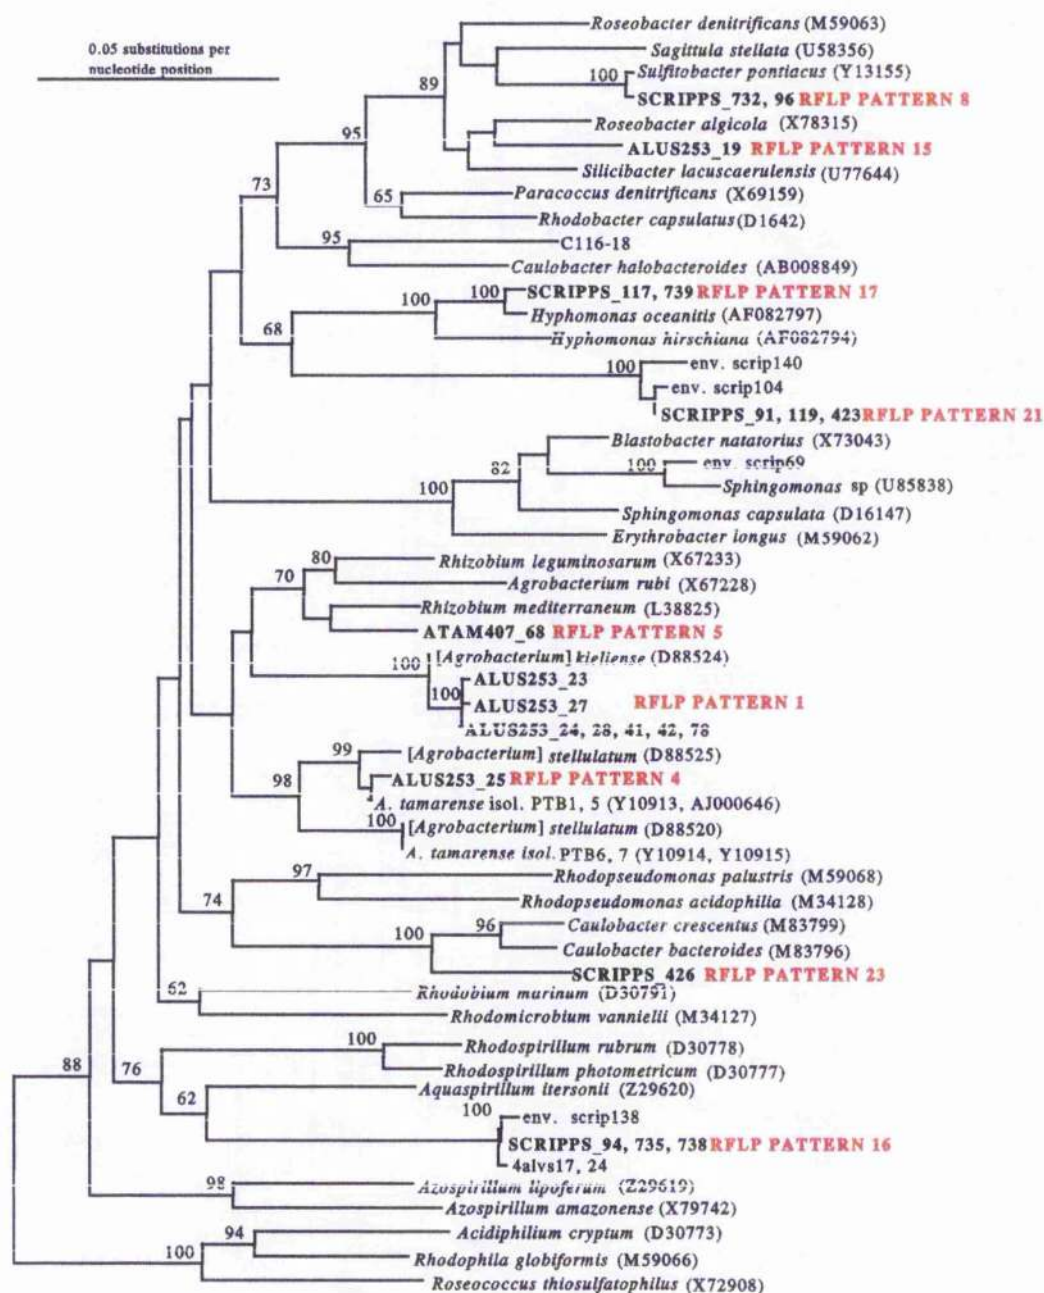 0.05 substitutions per
nucleotide position
Roseobacter denitrificans (M59063)
Sagittula stellata (U58356)
100 Sulfitobacter pontiacus (Y13155)
89
SCRIPPS_732, 96 RFLP PATTERN 8
Roseobacter algicola (X78315)
95
ALUS253_19 RFLP PATTERN 15
Silicibacter lacuscaerulensis (U77644)
73
65 Paracoccus denitrificans (X69159)
Rhodobacter capsulatus (D1642)
95 C116-18
Caulobacter halobacteroides (AB008849)
100 100 SCRIPPS_117, 739 RFLP PATTERN 17
Hyphomonas oceanitis (AF082797)
68 Hyphomonas hirschiana (AF082794)
100 env. scrip140
env. scrip104
SCRIPPS_91, 119, 423 RFLP PATTERN 21
Blastobacter natatorius (X73043)
82 100 env. scrip69
100 Sphingomonas sp (U85838)
Sphingomonas capsulata (D16147)
Erythrobacter longus (M59062)
80 Rhizobium leguminosarum (X67233)
70 Agrobacterium rubi (X67228)
Rhizobium mediterraneum (L38825)
ATAM407_68 RFLP PATTERN 5
100 [Agrobacterium] kieliense (D88524)
ALUS253_23
100 ALUS253_27 RFLP PATTERN 1
ALUS253_24, 28, 41, 42, 78
99 [Agrobacterium] stellulatum (D88525)
98 ALUS253_25 RFLP PATTERN 4
A. tamarense isol. PTB1, 5 (Y10913, AJ000646)
100 [Agrobacterium] stellulatum (D88520)
A. tamarense isol. PTB6, 7 (Y10914, Y10915)
97 Rhodopseudomonas palustris (M59068)
74 Rhodopseudomonas acidophilia (M34128)
96 Caulobacter crescentus (M83799)
100 Caulobacter bacteroides (M83796)
SCRIPPS_426 RFLP PATTERN 23
62 Rhodobium marinum (D30791)
Rhodomicrobium vannielii (M34127)
100 Rhodospirillum rubrum (D30778)
88 76 Rhodospirillum photometricum (D30777)
Aquaspirillum itersonii (Z29620)
62 100 env. scrip138
SCRIPPS_94, 735, 738 RFLP PATTERN 16
4alvs17, 24
98 Azospirillum lipoferum (Z29619)
Azospirillum amazonense (X79742)
94 Acidiphilium cryptum (D30773)
100 Rhodophila globiformis (M59066)
Roseococcus thiosulfatophilus (X72908)